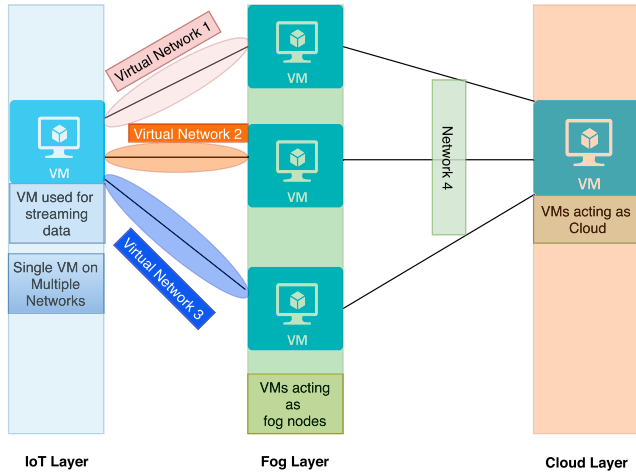 Virtual Network 1
VM
Virtual Network 2
VM
VM
VM
VM used for
streaming
data
Network 4
VMs acting as
Cloud
Single VM on
Multiple
Networks
Virtual Network 3
VM
VMs acting
as
fog nodes
IoT Layer
Fog Layer
Cloud Layer